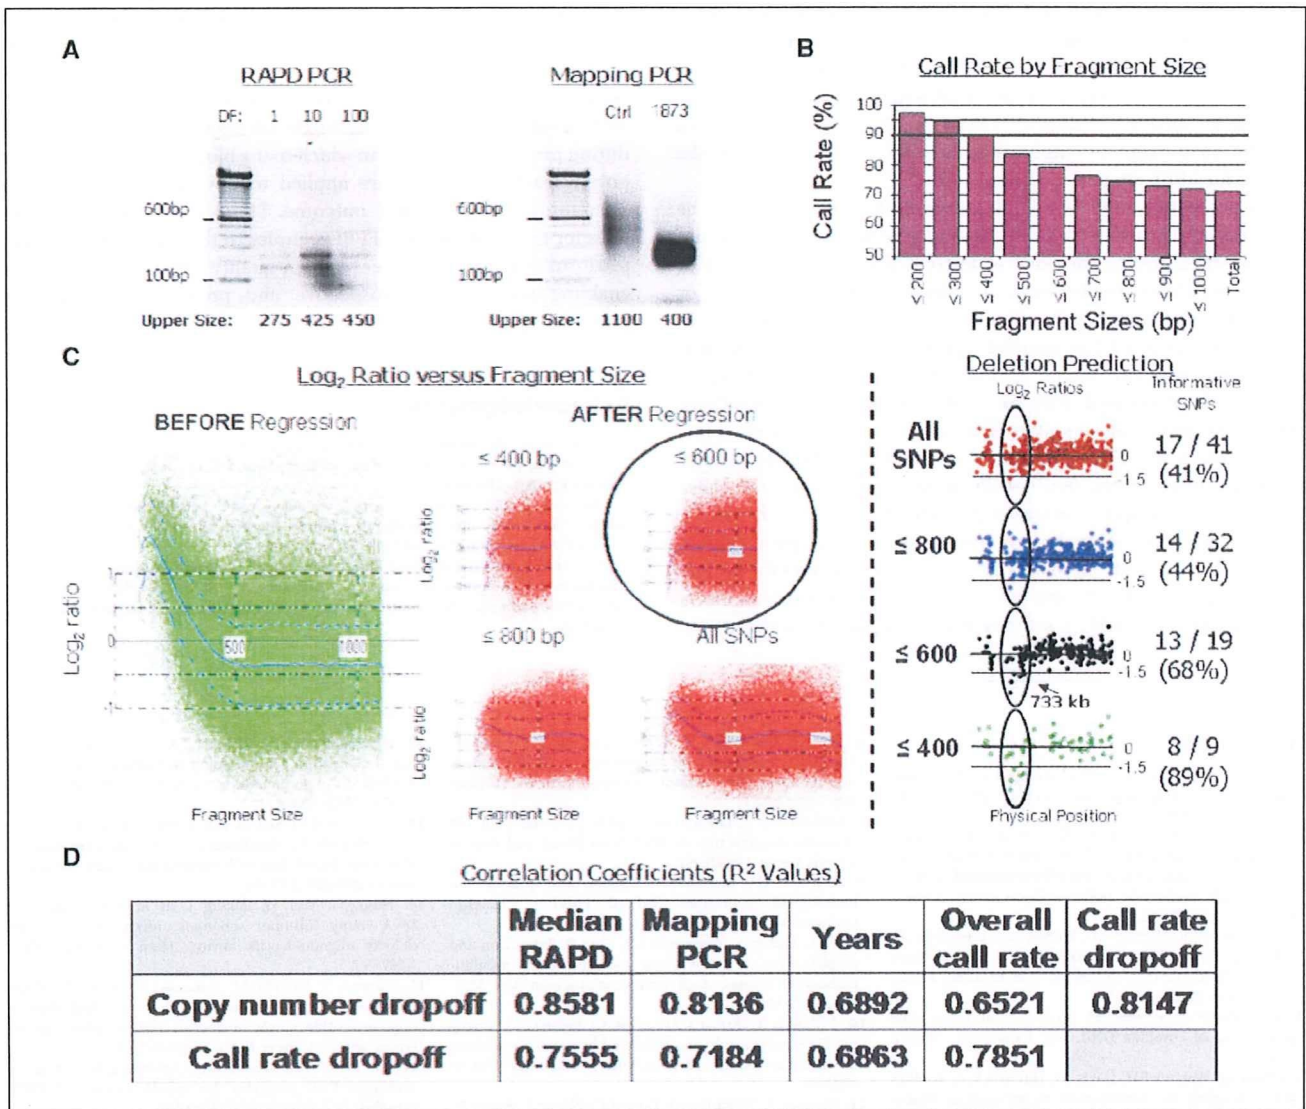 A
RAPD PCR
DF: 1 10 100
600bp
100bp
Upper Size: 275 425 450
Mapping PCR
Ctrl 1873
600bp
100bp
Upper Size: 1100 400
B
Call Rate by Fragment Size
Call Rate (%)
100
90
80
70
60
50
≤ 200
≤ 300
≤ 400
≤ 500
≤ 600
≤ 700
≤ 800
≤ 900
≤ 1000
Total
Fragment Sizes (bp)
C
Log2 Ratio versus Fragment Size
BEFORE Regression
Log2 ratio
1
0
-1
500
1000
Fragment Size
AFTER Regression
≤ 400 bp
≤ 600 bp
Log2 ratio
≤ 800 bp
All SNPs
Log2 ratio
Fragment Size
Fragment Size
Deletion Prediction
Log2 Ratios
Informative SNPs
All SNPs
0
-1.5
17 / 41
(41%)
≤ 800
0
-1.5
14 / 32
(44%)
≤ 600
0
-1.5
733 kb
13 / 19
(68%)
≤ 400
0
-1.5
8 / 9
(89%)
Physical Position
D
Correlation Coefficients (R² Values)
Median RAPD
Mapping PCR
Years
Overall call rate
Call rate dropoff
Copy number dropoff 0.8581 0.8136 0.6892 0.6521 0.8147
Call rate dropoff 0.7555 0.7184 0.6863 0.7851